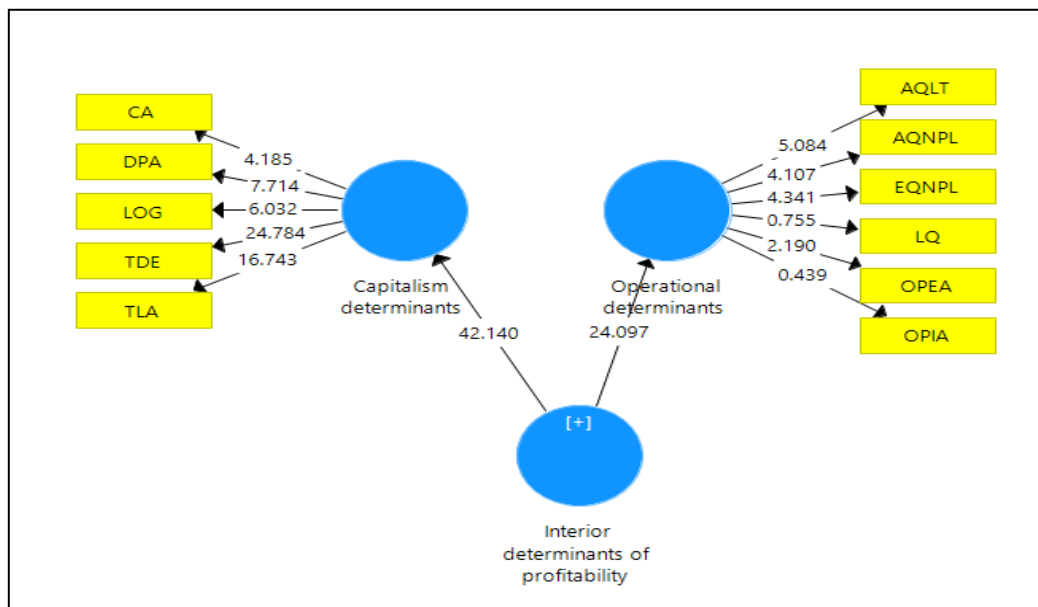 CA
DPA
LOG
TDE
TLA
4.185
7.714
6.032
24.784
16.743
Capitalism
determinants
AQLT
AQNPL
EQNPL
LQ
OPEA
OPIA
5.084
4.107
4.341
0.755
2.190
0.439
Operational
determinants
42.140
24.097
[+]
Interior
determinants of
profitability